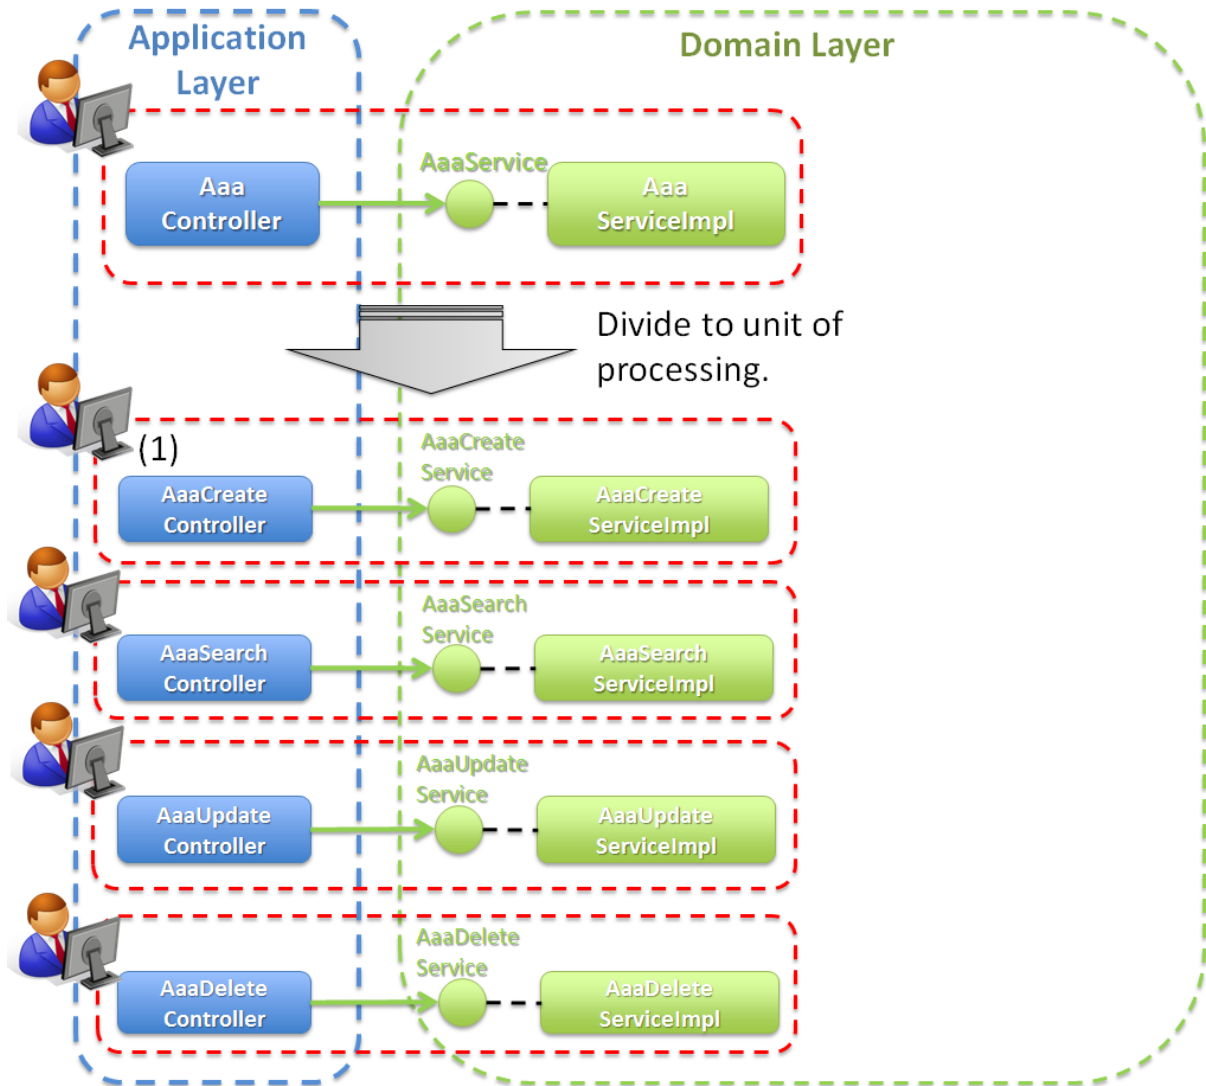 Application
Layer
Domain Layer
AaaService
Aaa
Controller
Aaa
ServiceImpl
Divide to unit of
processing.
(1)
AaaCreate
Service
AaaCreate
Controller
AaaCreate
ServiceImpl
AaaSearch
Service
AaaSearch
Controller
AaaSearch
ServiceImpl
AaaUpdate
Service
AaaUpdate
Controller
AaaUpdate
ServiceImpl
AaaDelete
Service
AaaDelete
Controller
AaaDelete
ServiceImpl